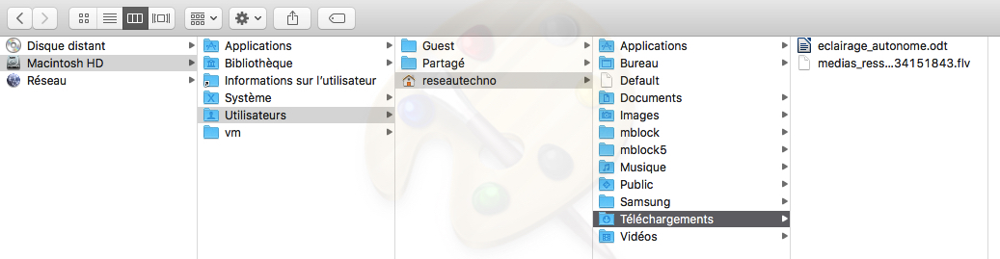 Disque distant
Macintosh HD
Réseau
Applications
Bibliothèque
Informations sur l'utilisateur
Système
Utilisateurs
vm
Guest
Partagé
reseautechno
Applications
Bureau
Default
Documents
Images
mblock
mblock5
Musique
Public
Samsung
Téléchargements
Vidéos
eclairage_autonome.odt
medias_ress...34151843.flv